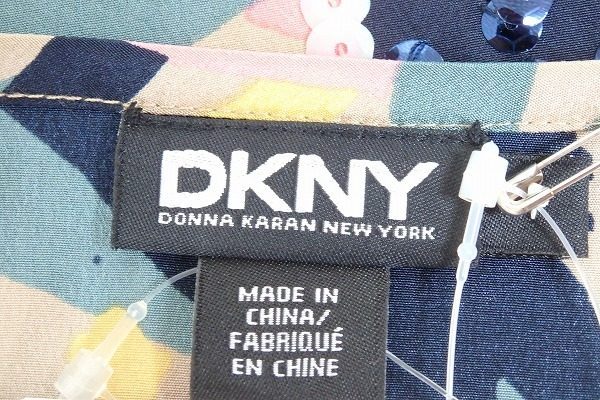 DKNY
DONNA KARAN NEW YORK
MADE IN
CHINA/
FABRIQUÉ
EN CHINE